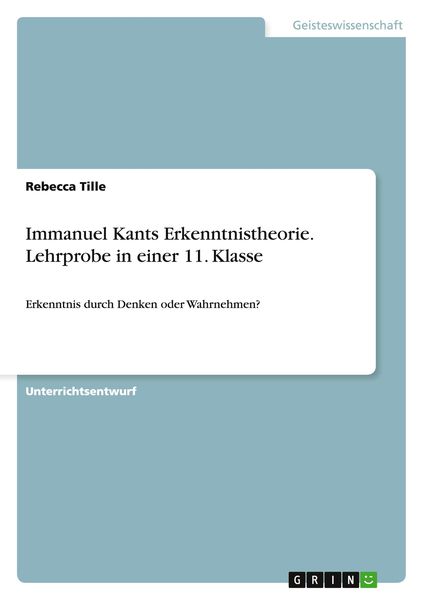 Geisteswissenschaft
Rebecca Tille
Immanuel Kants Erkenntnistheorie.
Lehrprobe in einer 11. Klasse
Erkenntnis durch Denken oder Wahrnehmen?
Unterrichtsentwurf
GRIN